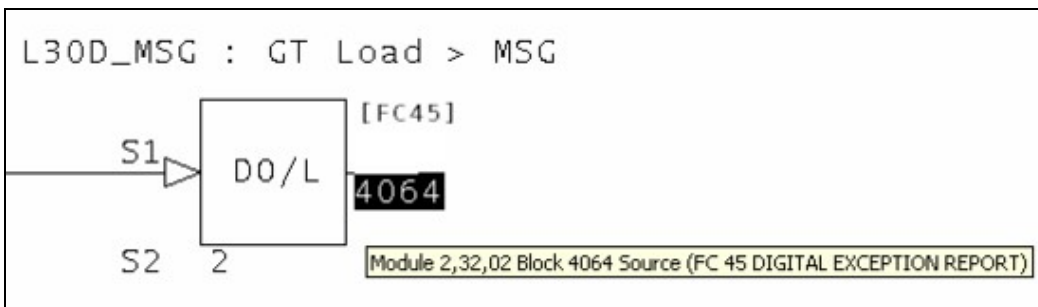 L30D_MSG : GT Load > MSG
[FC45]
S1 DO/L
4064
S2 2
Module 2,32,02 Block 4064 Source (FC 45 DIGITAL EXCEPTION REPORT)